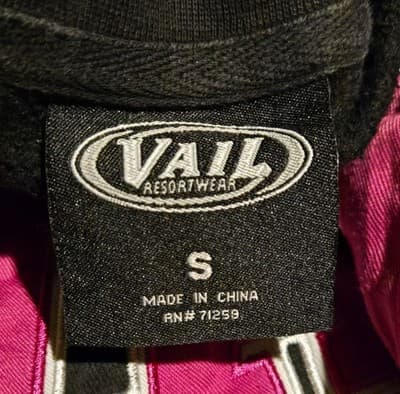 VAIL
RESORTWEAR
S
MADE IN CHINA
RN# 71259